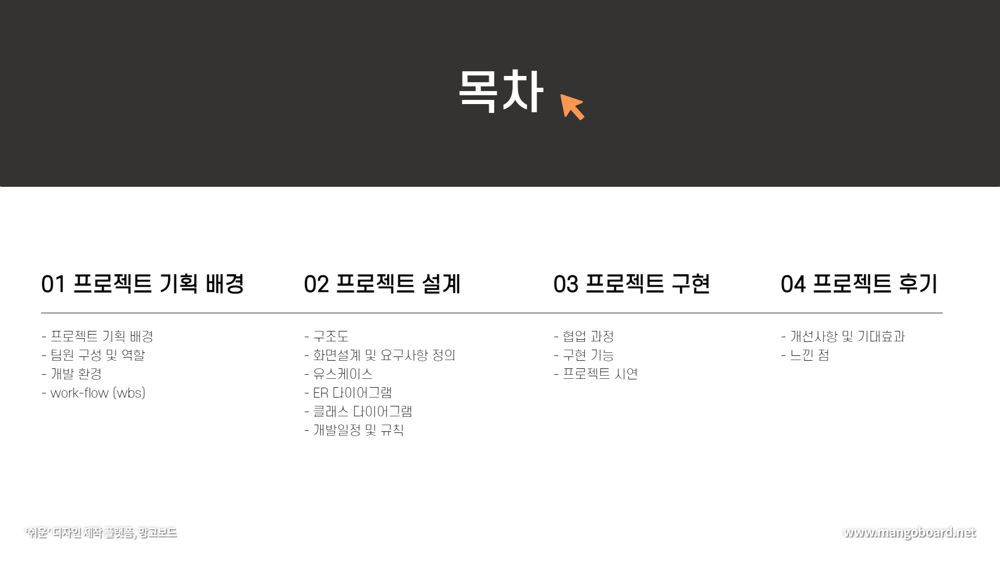 목차
01 프로젝트 기획 배경
- 프로젝트 기획 배경
- 팀원 구성 및 역할
- 개발 환경
- work-flow (wbs)
02 프로젝트 설계
- 구조도
- 화면설계 및 요구사항 정의
- 유스케이스
- ER 다이어그램
- 클래스 다이어그램
- 개발일정 및 규칙
03 프로젝트 구현
- 협업 과정
- 구현 기능
- 프로젝트 시연
04 프로젝트 후기
- 개선사항 및 기대효과
- 느낀 점
'쉬운' 디자인 제작 플랫폼, 망고보드
www.mangoboard.net